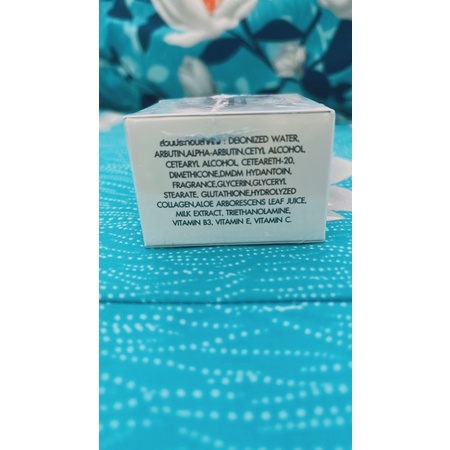 ส่วนประกอบสำคัญ : DEIONIZED WATER,
ARBUTIN,ALPHA-ARBUTIN,CETYL ALCOHOL,
CETEARYL ALCOHOL CETEARETH-20,
DIMETHICONE,DMDM HYDANTOIN,
FRAGRANCE,GLYCERIN,GLYCERYL
STEARATE, GLUTATHIONE,HYDROLYZED
COLLAGEN,ALOE ARBORESCENS LEAF JUICE,
MILK EXTRACT, TRIETHANOLAMINE,
VITAMIN B3, VITAMIN E, VITAMIN C.